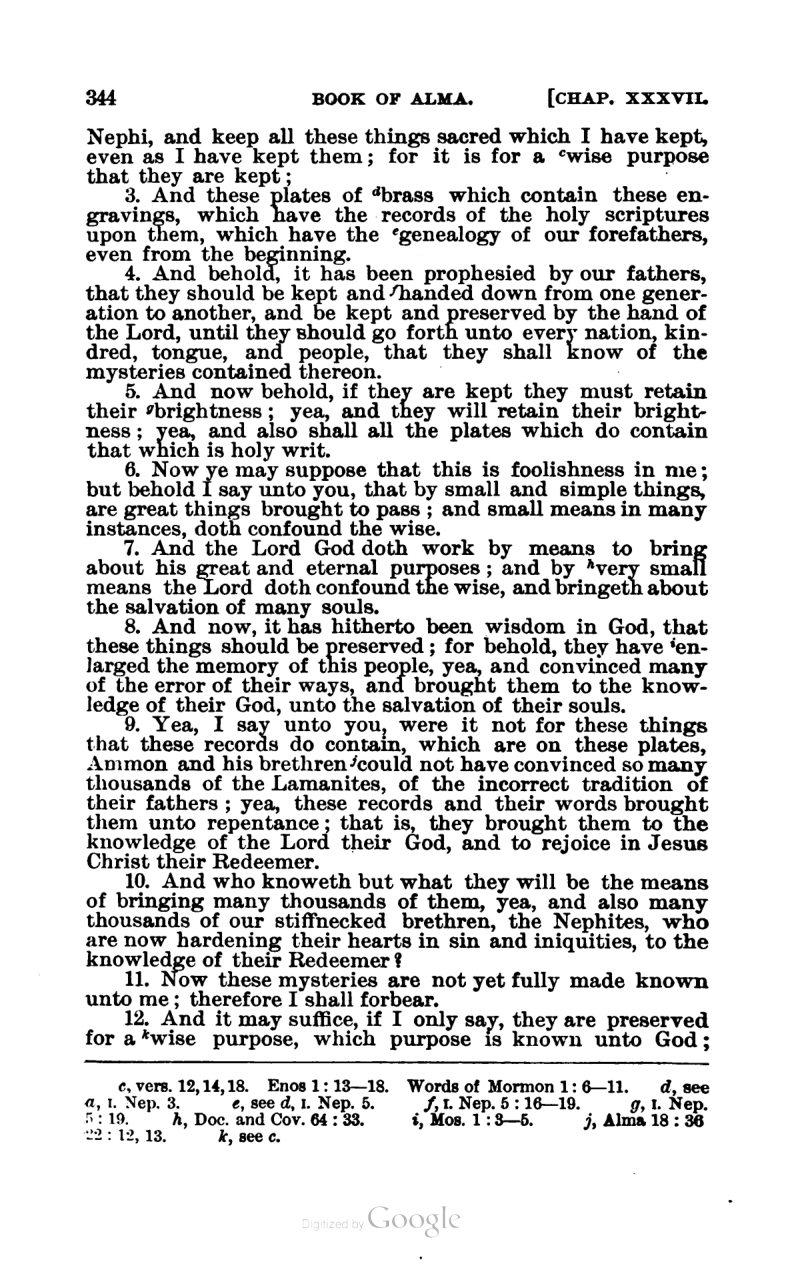 344 BOOK OF ALMA. [CHAP. XXXVII.
Nephi, and keep all these things sacred which I have kept,
even as I have kept them; for it is for a ᶜwise purpose
that they are kept;
3. And these plates of ᵈbrass which contain these en-
gravings, which have the records of the holy scriptures
upon them, which have the ᵉgenealogy of our forefathers,
even from the beginning.
4. And behold, it has been prophesied by our fathers,
that they should be kept and ᶠhanded down from one gener-
ation to another, and be kept and preserved by the hand of
the Lord, until they should go forth unto every nation, kin-
dred, tongue, and people, that they shall know of the
mysteries contained thereon.
5. And now behold, if they are kept they must retain
their ᵍbrightness; yea, and they will retain their bright-
ness; yea, and also shall all the plates which do contain
that which is holy writ.
6. Now ye may suppose that this is foolishness in me;
but behold I say unto you, that by small and simple things,
are great things brought to pass; and small means in many
instances, doth confound the wise.
7. And the Lord God doth work by means to bring
about his great and eternal purposes; and by ʰvery small
means the Lord doth confound the wise, and bringeth about
the salvation of many souls.
8. And now, it has hitherto been wisdom in God, that
these things should be preserved; for behold, they have ⁱen-
larged the memory of this people, yea, and convinced many
of the error of their ways, and brought them to the know-
ledge of their God, unto the salvation of their souls.
9. Yea, I say unto you, were it not for these things
that these records do contain, which are on these plates,
Ammon and his brethren ʲcould not have convinced so many
thousands of the Lamanites, of the incorrect tradition of
their fathers; yea, these records and their words brought
them unto repentance; that is, they brought them to the
knowledge of the Lord their God, and to rejoice in Jesus
Christ their Redeemer.
10. And who knoweth but what they will be the means
of bringing many thousands of them, yea, and also many
thousands of our stiffnecked brethren, the Nephites, who
are now hardening their hearts in sin and iniquities, to the
knowledge of their Redeemer?
11. Now these mysteries are not yet fully made known
unto me; therefore I shall forbear.
12. And it may suffice, if I only say, they are preserved
for a ᵏwise purpose, which purpose is known unto God;
c, vers. 12, 14, 18. Enos 1: 13—18. Words of Mormon 1: 6—11. d, see
a, I. Nep. 3. e, see d, I. Nep. 5. f, I. Nep. 5: 16—19. g, I. Nep.
5: 19. h, Doc. and Cov. 64: 33. i, Mos. 1: 3—5. j, Alma 18: 36
22: 12, 13. k, see c.
Digitized by Google